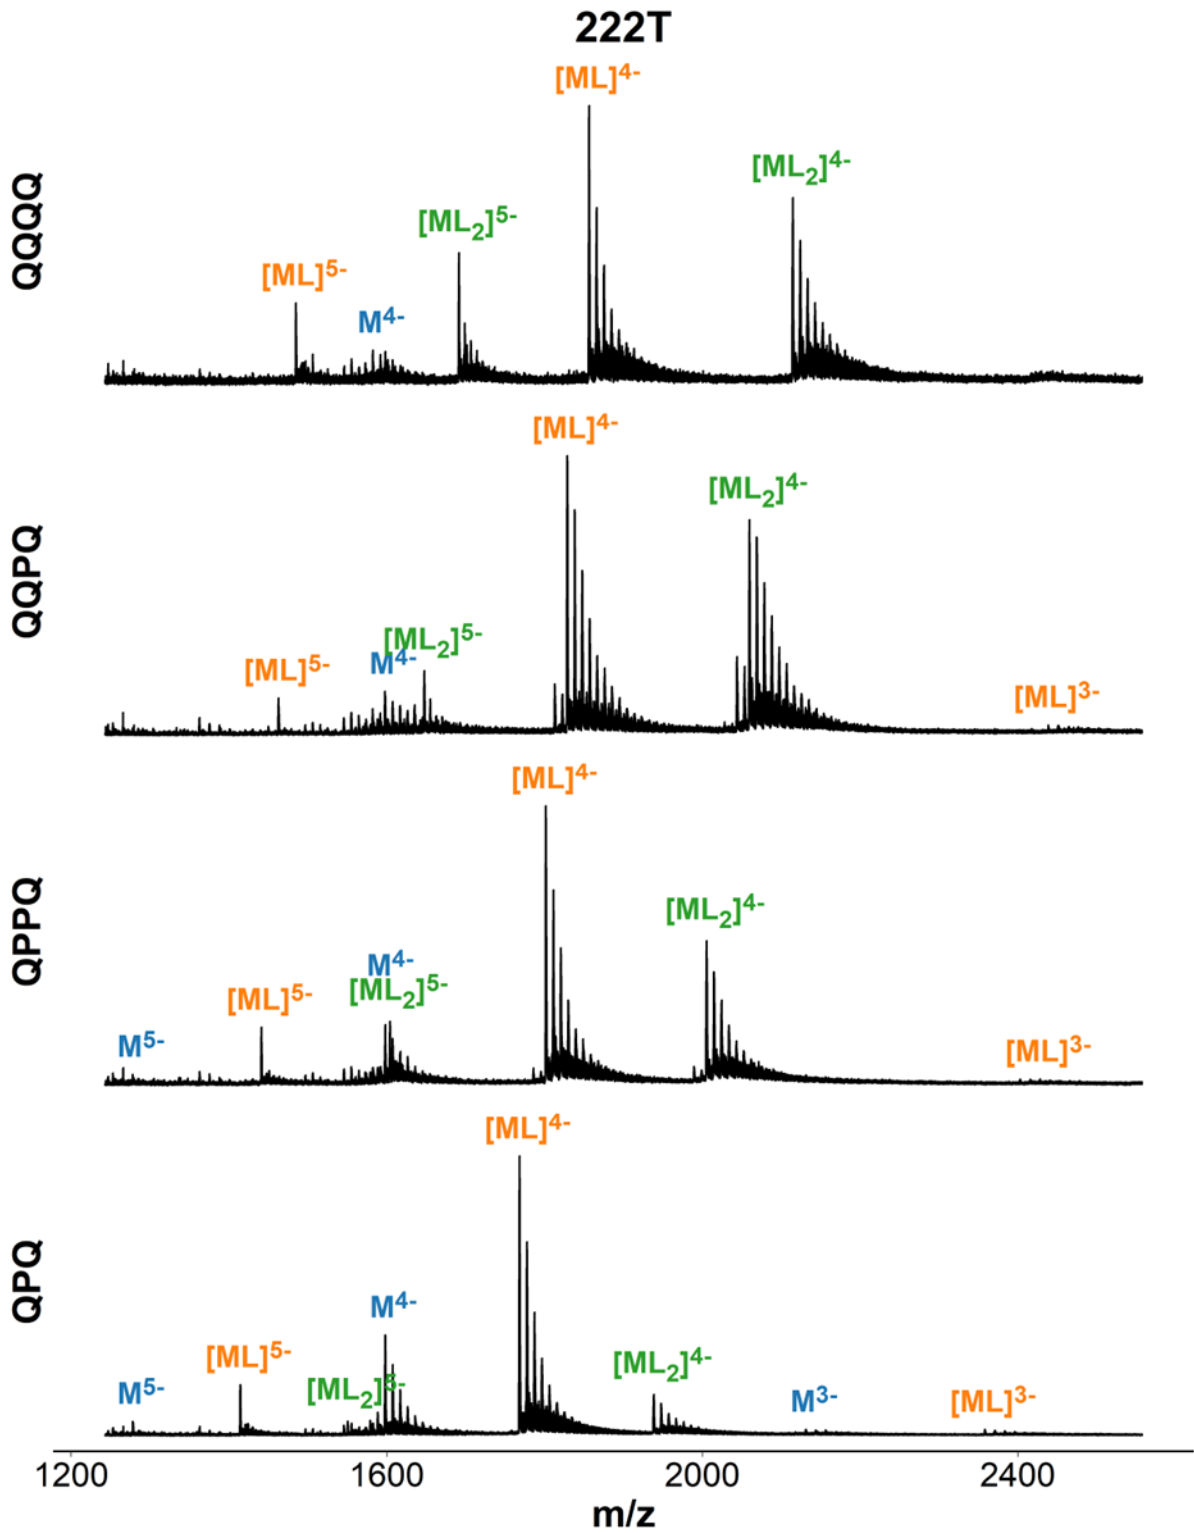 222T
QQQQ
[ML]5-
M4-
[ML2]5-
[ML]4-
[ML2]4-
QQPQ
[ML]5-
M4-
[ML2]5-
[ML]4-
[ML2]4-
[ML]3-
QPPQ
M5-
[ML]5-
M4-
[ML2]5-
[ML]4-
[ML2]4-
[ML]3-
QPQ
M5-
[ML]5-
[ML2]5-
M4-
[ML]4-
[ML2]4-
M3-
[ML]3-
1200 1600 2000 2400
m/z